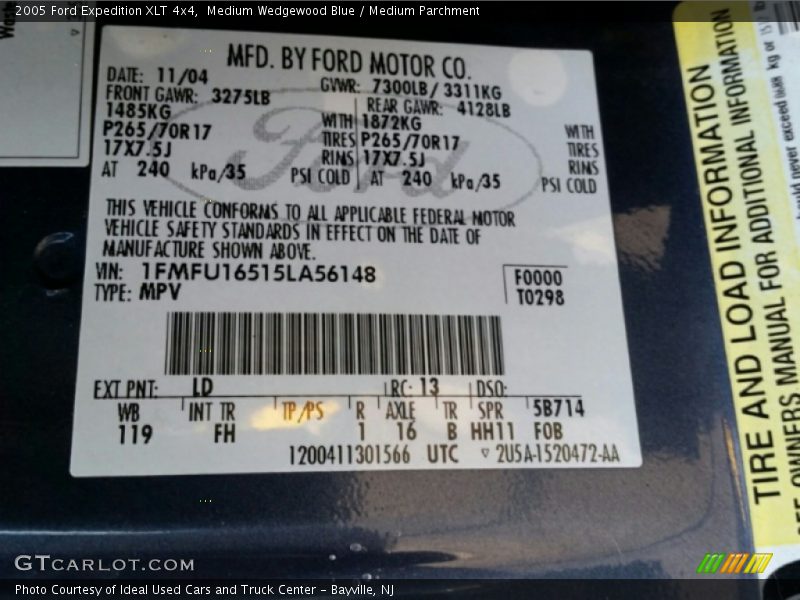 2005 Ford Expedition XLT 4x4, Medium Wedgewood Blue / Medium Parchment
MFD. BY FORD MOTOR CO.
DATE: 11/04 GVWR: 7300LB/ 3311KG
FRONT GAWR: 3275LB REAR GAWR: 4128LB
1485KG WITH 1872KG WITH
P265/70R17 TIRES P265/70R17 TIRES
17X7.5J RINS 17X7.5J RINS
AT 240 kPa/35 PSI COLD AT 240 kPa/35 PSI COLD
Ford
THIS VEHICLE CONFORMS TO ALL APPLICABLE FEDERAL MOTOR
VEHICLE SAFETY STANDARDS IN EFFECT ON THE DATE OF
MANUFACTURE SHOWN ABOVE.
VIN: 1FMFU16515LA56148 F0000
TYPE: MPV T0298
EXT PNT: LD RC: 13 DSO:
WB INT TR TP/PS R AXLE TR SPR 5B714
119 FH 1 16 B HH11 FOB
1200411301566 UTC ▽ 2U5A-1520472-AA
TIRE AND LOAD INFORMATION
OWNERS MANUAL FOR ADDITIONAL INFORMATION
never exceed
kg or
GTCARLOT.COM
Photo Courtesy of Ideal Used Cars and Truck Center – Bayville, NJ